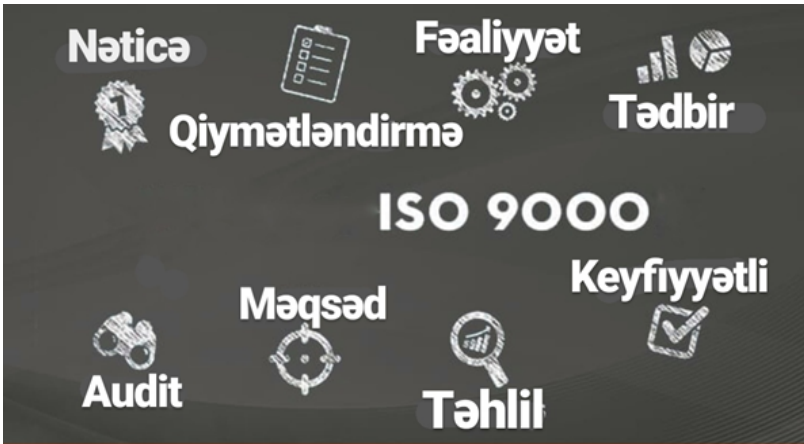 Nəticə
Fəaliyyət
Qiymətləndirmə
Tədbir
ISO 9000
Keyfiyyətli
Məqsəd
Audit
Təhlil